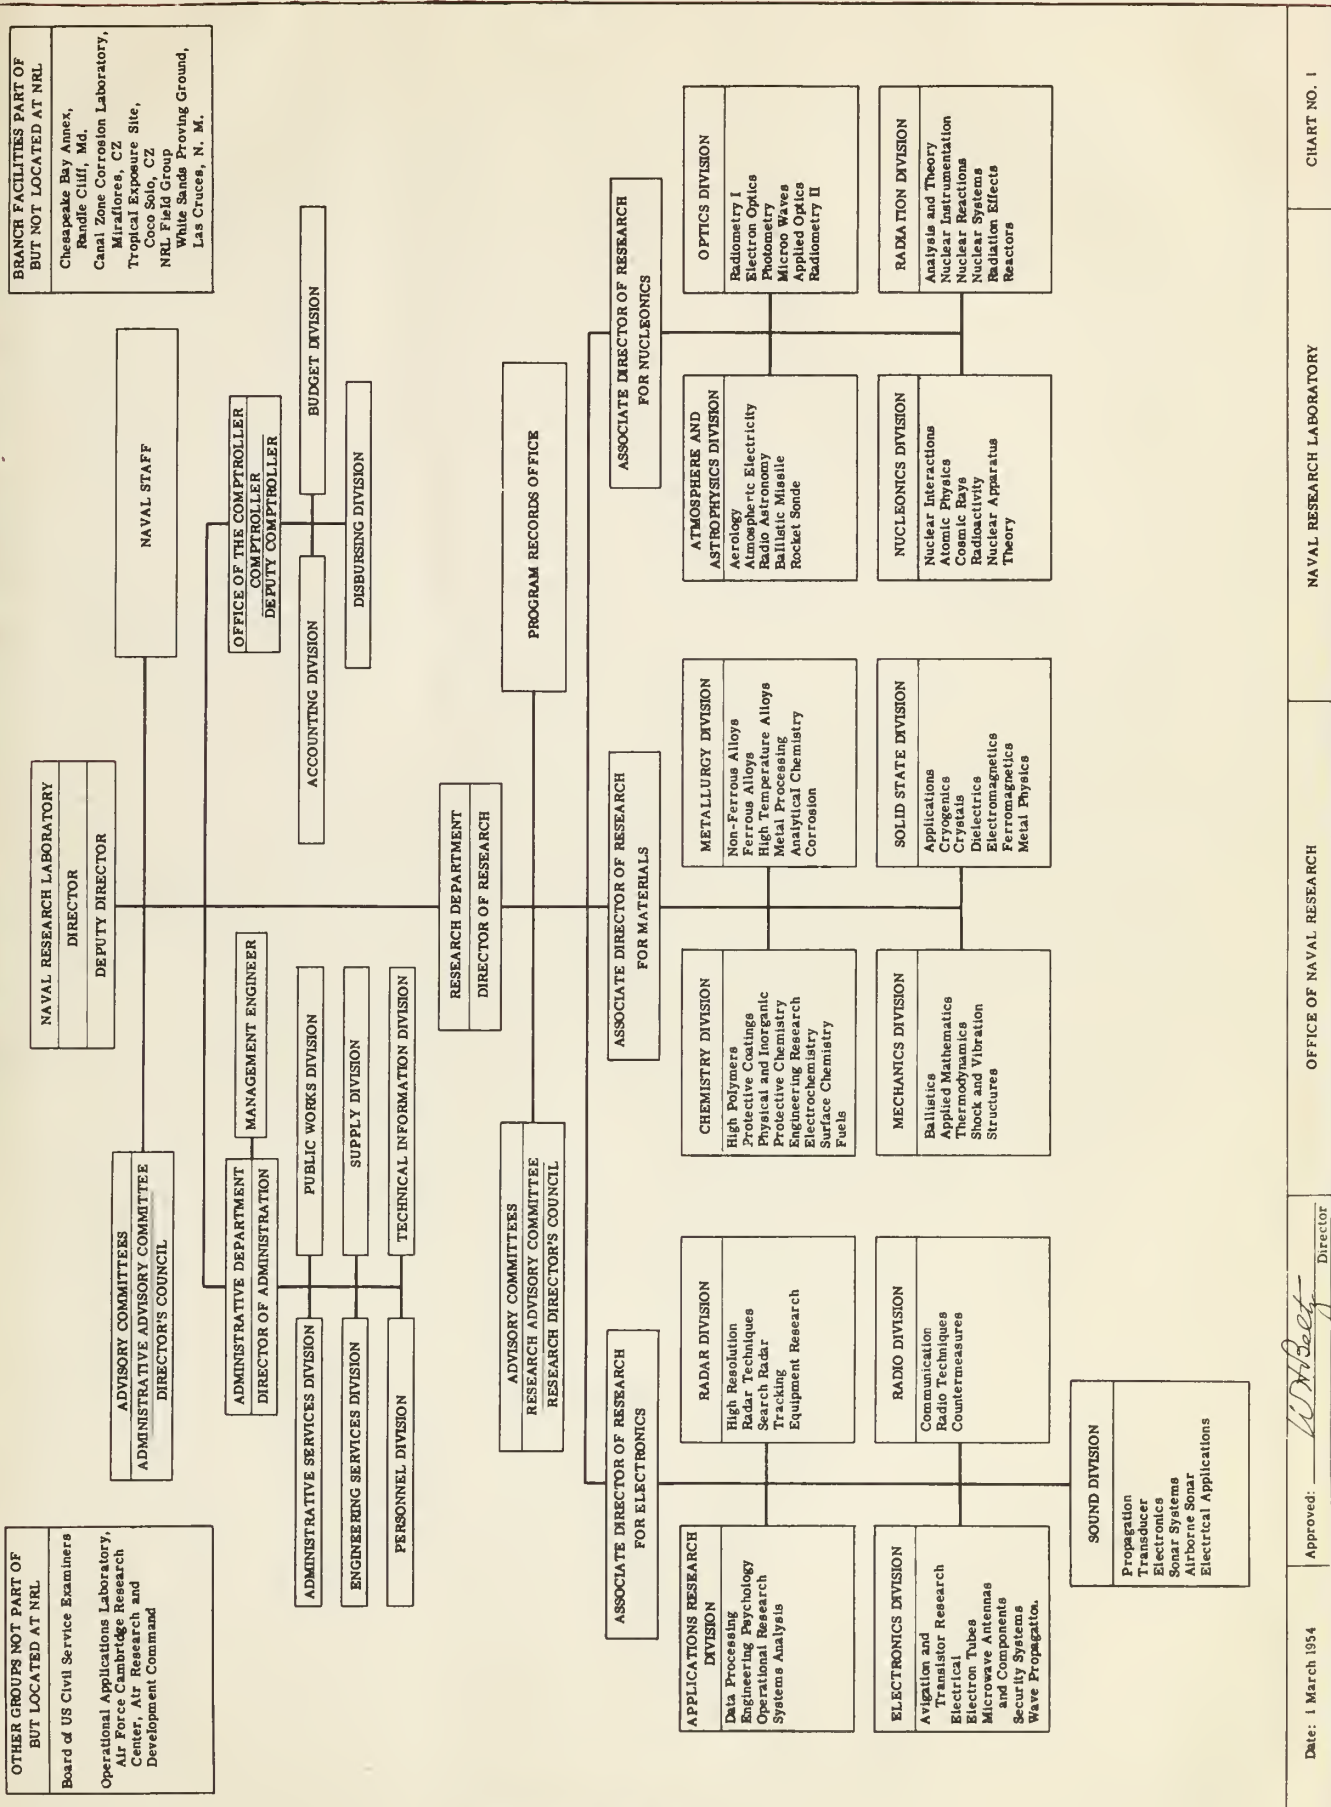 OTHER GROUPS NOT PART OF
BUT LOCATED AT NRL
Board of US Civil Service Examiners
Operational Applications Laboratory,
Air Force Cambridge Research
Center, Air Research and
Development Command
NAVAL RESEARCH LABORATORY
DIRECTOR
DEPUTY DIRECTOR
BRANCH FACILITIES PART OF
BUT NOT LOCATED AT NRL
Chesapeake Bay Annex,
Randle Cliff, Md.
Canal Zone Corrosion Laboratory,
Miraflores, CZ
Tropical Exposure Site,
Coco Solo, CZ
NRL Field Group
White Sands Proving Ground,
Las Cruces, N. M.
ADVISORY COMMITTEES
ADMINISTRATIVE ADVISORY COMMITTEE
DIRECTOR'S COUNCIL
NAVAL STAFF
ADMINISTRATIVE DEPARTMENT
DIRECTOR OF ADMINISTRATION
MANAGEMENT ENGINEER
OFFICE OF THE COMPTROLLER
COMPTROLLER
DEPUTY COMPTROLLER
ADMINISTRATIVE SERVICES DIVISION
PUBLIC WORKS DIVISION
ACCOUNTING DIVISION
BUDGET DIVISION
ENGINEERING SERVICES DIVISION
SUPPLY DIVISION
DISBURSING DIVISION
PERSONNEL DIVISION
TECHNICAL INFORMATION DIVISION
RESEARCH DEPARTMENT
DIRECTOR OF RESEARCH
ADVISORY COMMITTEES
RESEARCH ADVISORY COMMITTEE
RESEARCH DIRECTOR'S COUNCIL
PROGRAM RECORDS OFFICE
ASSOCIATE DIRECTOR OF RESEARCH
FOR ELECTRONICS
ASSOCIATE DIRECTOR OF RESEARCH
FOR MATERIALS
ASSOCIATE DIRECTOR OF RESEARCH
FOR NUCLEONICS
APPLICATIONS RESEARCH
DIVISION
Data Processing
Engineering Psychology
Operational Research
Systems Analysis
RADAR DIVISION
High Resolution
Radar Techniques
Search Radar
Tracking
Equipment Research
CHEMISTRY DIVISION
High Polymers
Protective Coatings
Physical and Inorganic
Protective Chemistry
Engineering Research
Electrochemistry
Surface Chemistry
Fuels
METALLURGY DIVISION
Non-Ferrous Alloys
Ferrous Alloys
High Temperature Alloys
Metal Processing
Analytical Chemistry
Corrosion
ATMOSPHERE AND
ASTROPHYSICS DIVISION
Aerology
Atmospheric Electricity
Radio Astronomy
Ballistic Missile
Rocket Sonde
OPTICS DIVISION
Radiometry I
Electron Optics
Photometry
Microo Waves
Applied Optics
Radiometry II
ELECTRONICS DIVISION
Avigation and
Transistor Research
Electrical
Electron Tubes
Microwave Antennas
and Components
Security Systems
Wave Propagation
RADIO DIVISION
Communication
Radio Techniques
Countermeasures
MECHANICS DIVISION
Ballistics
Applied Mathematics
Thermodynamics
Shock and Vibration
Structures
SOLID STATE DIVISION
Applications
Cryogenics
Crystals
Dielectrics
Electromagnetics
Ferromagnetics
Metal Physics
NUCLEONICS DIVISION
Nuclear Interactions
Atomic Physics
Cosmic Rays
Radioactivity
Nuclear Apparatus
Theory
RADIATION DIVISION
Analysis and Theory
Nuclear Instrumentation
Nuclear Reactions
Nuclear Systems
Radiation Effects
Reactors
SOUND DIVISION
Propagation
Transducer
Electronics
Sonar Systems
Airborne Sonar
Electrical Applications
Date: 1 March 1954
Approved:
Director
OFFICE OF NAVAL RESEARCH
NAVAL RESEARCH LABORATORY
CHART NO. 1